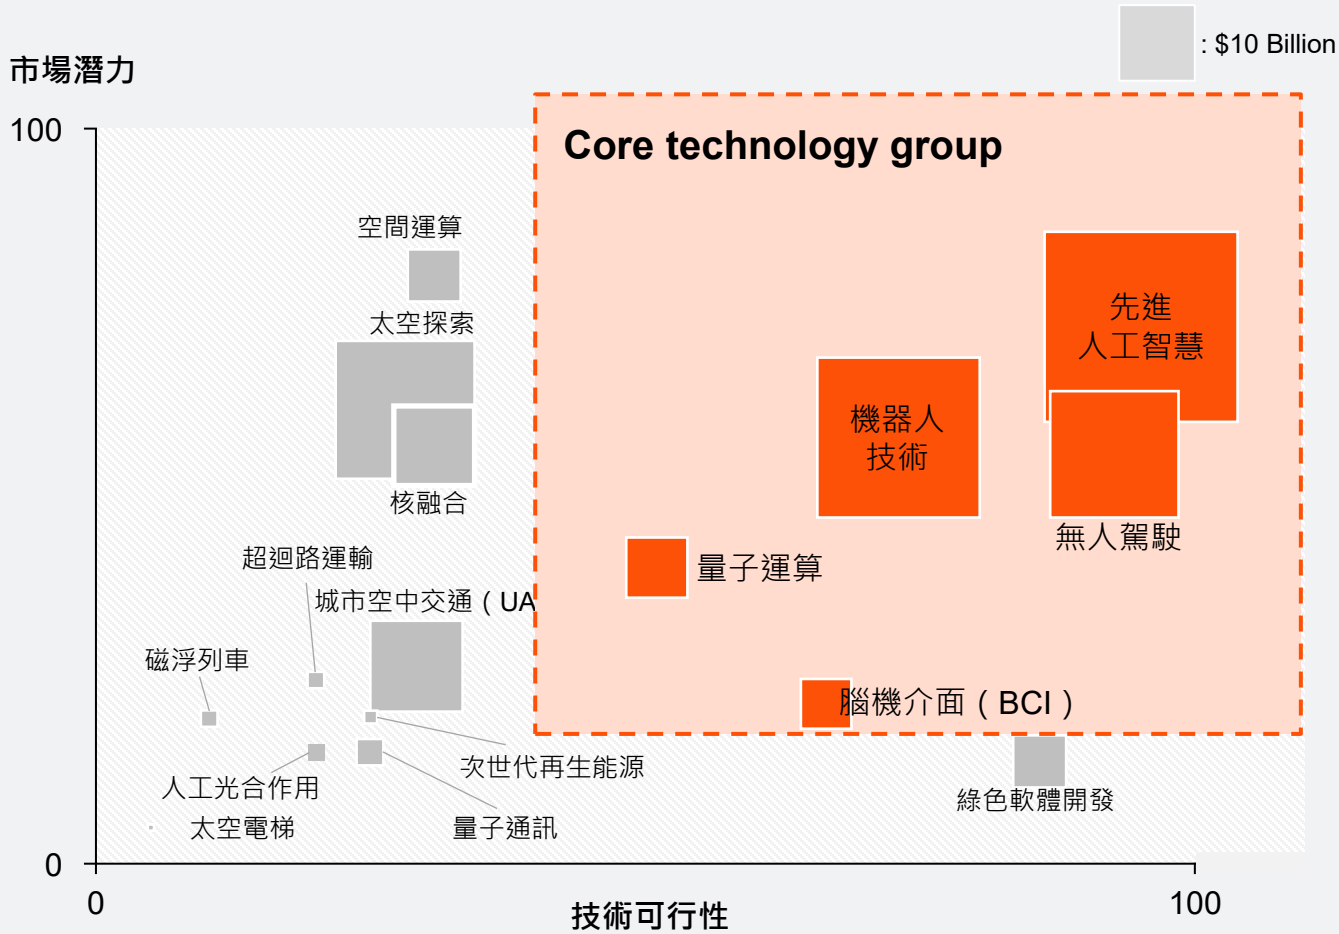 : $10 Billion
市場潛力
100
Core technology group
空間運算
先進
人工智慧
太空探索
機器人
技術
核融合
無人駕駛
超迴路運輸
量子運算
城市空中交通（UA
磁浮列車
腦機介面（BCI）
次世代再生能源
人工光合作用
綠色軟體開發
太空電梯
量子通訊
0
0
技術可行性
100